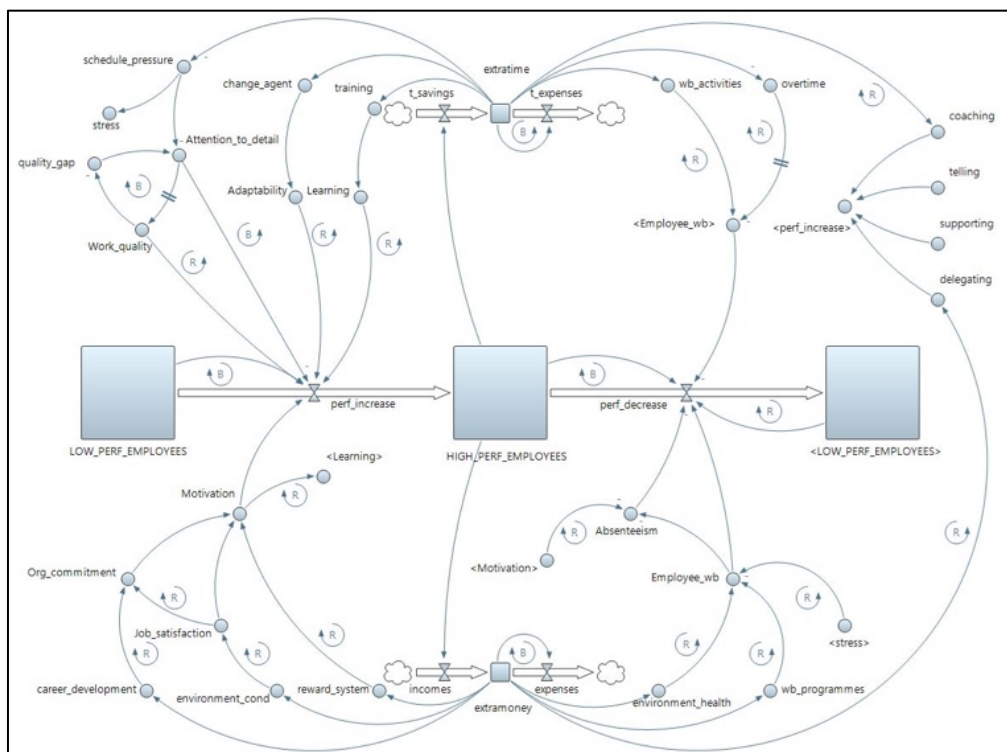 schedule_pressure
change_agent
training
t_savings
extratime
t_expenses
wb_activities
overtime
R
coaching
stress
B
R
Attention_to_detail
quality_gap
B
R
telling
Adaptability
Learning
<perf_increase>
supporting
<Employee_wb>
Work_quality
B
R
R
R
delegating
B
perf_increase
B
perf_decrease
R
LOW_PERF_EMPLOYEES
HIGH_PERF_EMPLOYEES
<LOW_PERF_EMPLOYEES>
<Learning>
Motivation
R
R
Absenteeism
<Motivation>
R
Org_commitment
Employee_wb
R
R
Job_satisfaction
R
R
<stress>
R
R
B
R
R
career_development
environment_cond
reward_system
incomes
extramoney
expenses
environment_health
wb_programmes